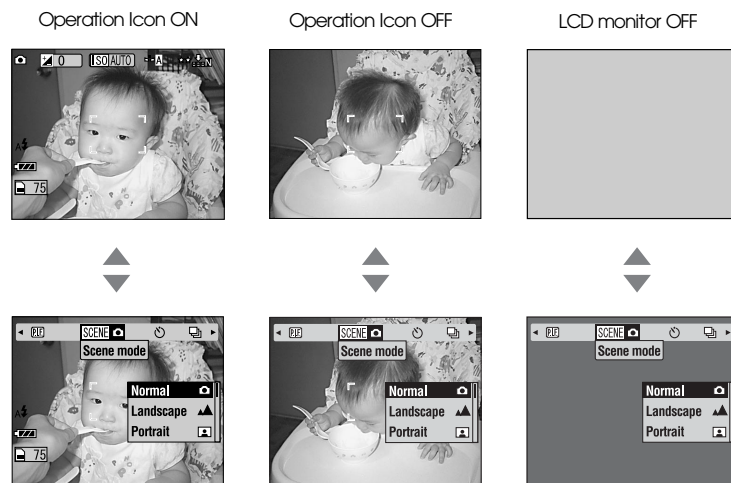 Operation Icon ON
Operation Icon OFF
LCD monitor OFF
0 ISO AUTO A N
A
75
P.I.F SCENE
Scene mode
Normal
Landscape
Portrait
A
75
P.I.F SCENE
Scene mode
Normal
Landscape
Portrait
P.I.F SCENE
Scene mode
Normal
Landscape
Portrait